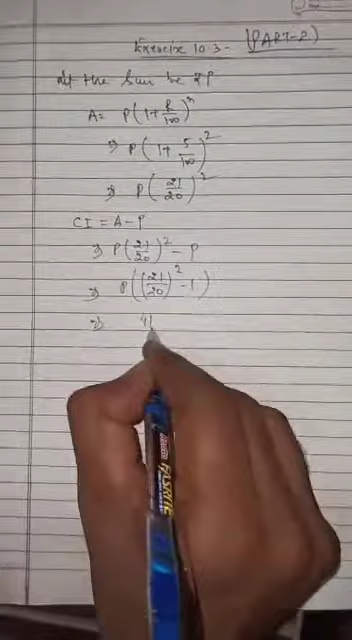 Exercise 10.3- (PART-2)
let the Sum be ₹P
A= P(1+R/100)^n
⇒ P(1+5/100)^2
⇒ P(21/20)^2
CI = A-P
⇒ P(21/20)^2 - P
⇒ P((21/20)^2 - 1)
⇒ 41